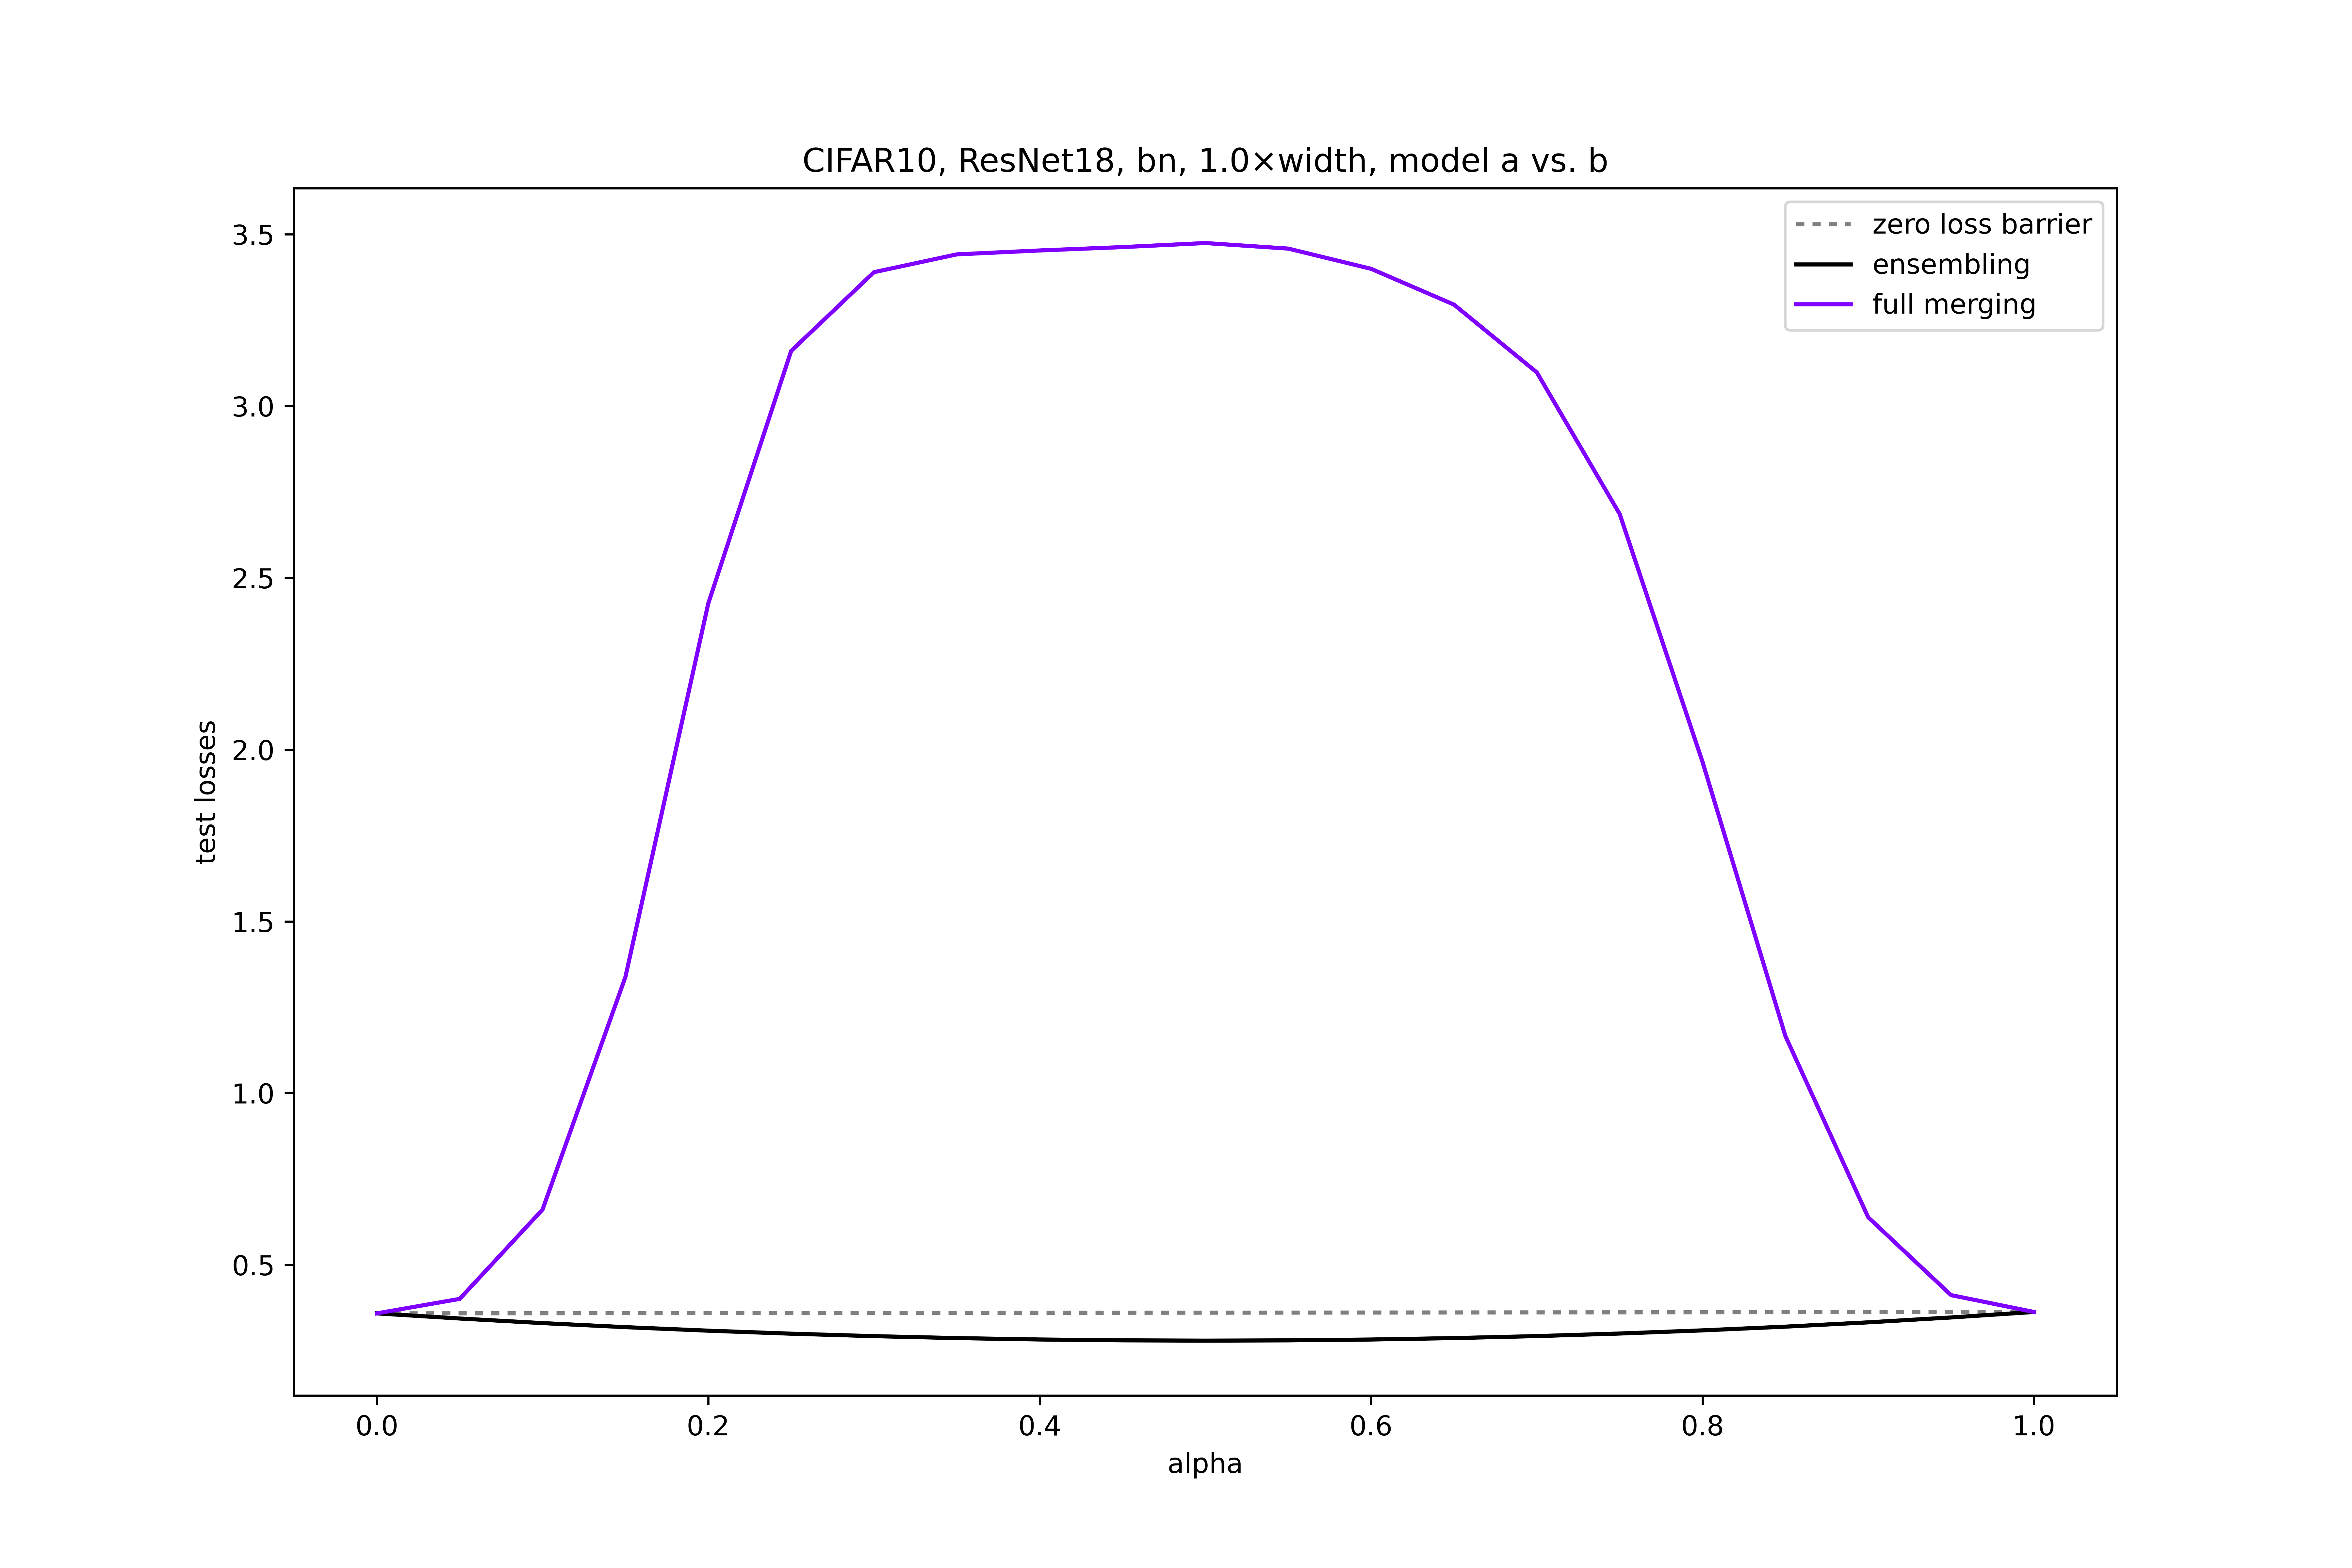 CIFAR10, ResNet18, bn, 1.0×width, model a vs. b
zero loss barrier
ensembling
full merging
3.5
3.0
2.5
2.0
1.5
1.0
0.5
test losses
0.0 0.2 0.4 0.6 0.8 1.0
alpha